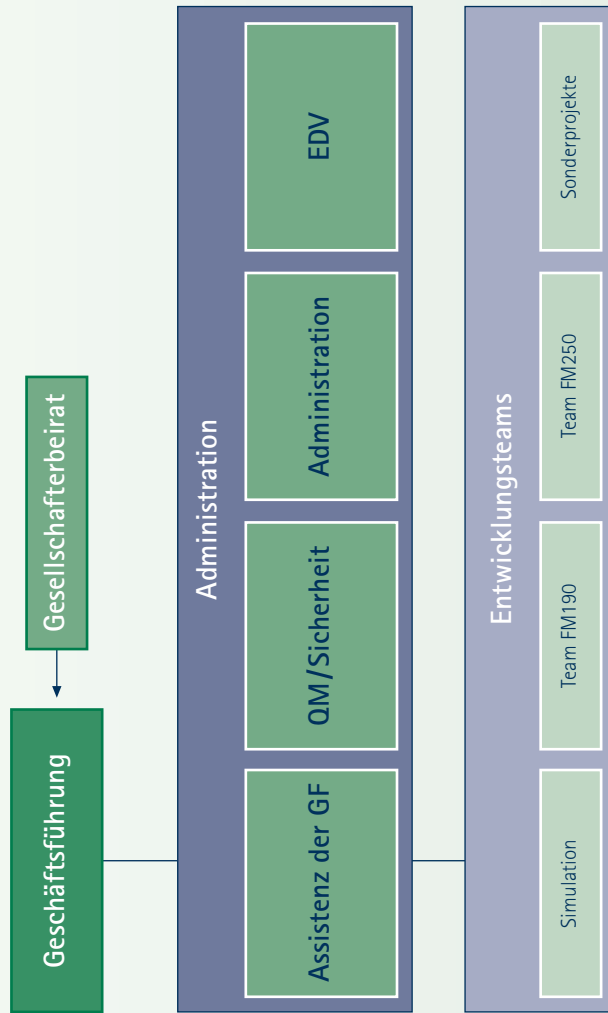 Geschäftsführung
Gesellschafterbeirat
Administration
Assistenz der GF
QM/Sicherheit
Administration
EDV
Entwicklungsteams
Simulation
Team FM190
Team FM250
Sonderprojekte